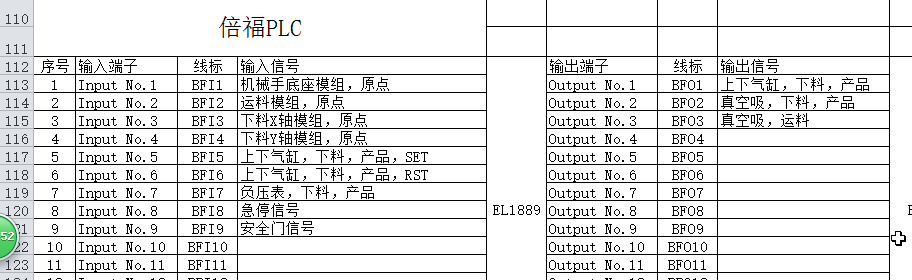 110
倍福PLC
111
112 序号 输入端子 线标 输入信号 输出端子 线标 输出信号
113 1 Input No.1 BFI1 机械手底座模组，原点 Output No.1 BFO1 上下气缸，下料，产品
114 2 Input No.2 BFI2 运料模组，原点 Output No.2 BFO2 真空吸，下料，产品
115 3 Input No.3 BFI3 下料X轴模组，原点 Output No.3 BFO3 真空吸，运料
116 4 Input No.4 BFI4 下料Y轴模组，原点 Output No.4 BFO4
117 5 Input No.5 BFI5 上下气缸，下料，产品，SET Output No.5 BFO5
118 6 Input No.6 BFI6 上下气缸，下料，产品，RST Output No.6 BFO6
119 7 Input No.7 BFI7 负压表，下料，产品 Output No.7 BFO7
120 8 Input No.8 BFI8 急停信号 EL1889 Output No.8 BFO8
52 9 Input No.9 BFI9 安全门信号 Output No.9 BFO9
10 Input No.10 BFI10 Output No.10 BFO10
123 11 Input No.11 BFI11 Output No.11 BFO11